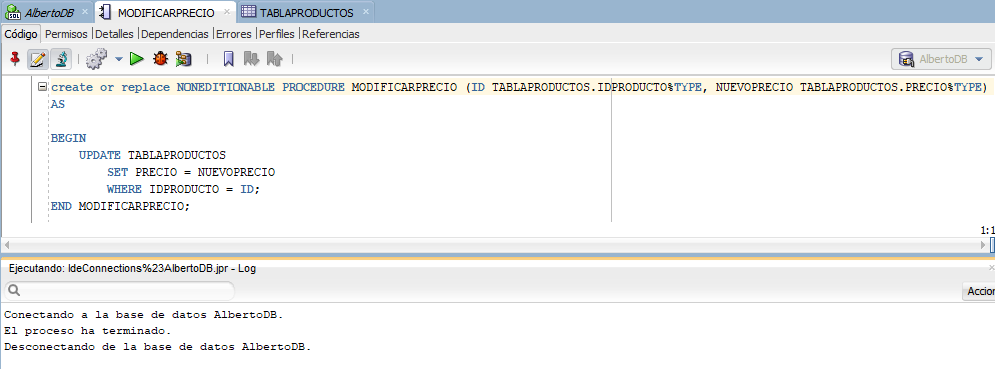 AlbertoDB
MODIFICARPRECIO
TABLAPRODUCTOS
Código Permisos Detalles Dependencias Errores Perfiles Referencias
AlbertoDB
create or replace NONEDITIONABLE PROCEDURE MODIFICARPRECIO (ID TABLAPRODUCTOS.IDPRODUCTO%TYPE, NUEVOPRECIO TABLAPRODUCTOS.PRECIO%TYPE)
AS
BEGIN
UPDATE TABLAPRODUCTOS
SET PRECIO = NUEVOPRECIO
WHERE IDPRODUCTO = ID;
END MODIFICARPRECIO;
1:1
Ejecutando: IdeConnections%23AlbertoDB.jpr - Log
Accion
Conectando a la base de datos AlbertoDB.
El proceso ha terminado.
Desconectando de la base de datos AlbertoDB.